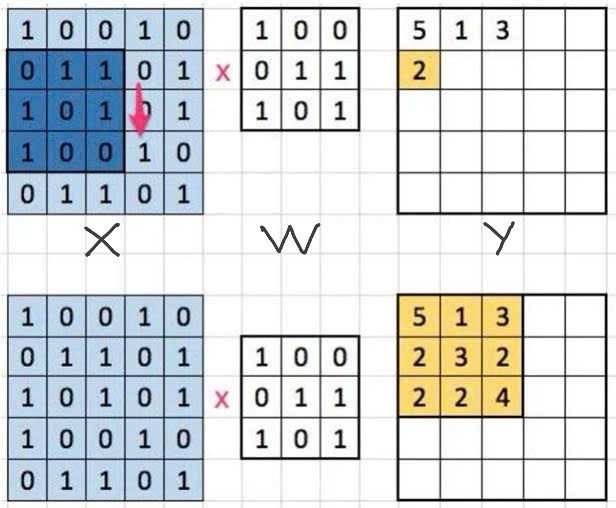 1 0 0 1 0 1 0 0 5 1 3
0 1 1 0 1 x 0 1 1 2
1 0 1 0 1 1 0 1
1 0 0 1 0
0 1 1 0 1
X W Y
1 0 0 1 0 5 1 3
0 1 1 0 1 1 0 0 2 3 2
1 0 1 0 1 x 0 1 1 2 2 4
1 0 0 1 0 1 0 1
0 1 1 0 1